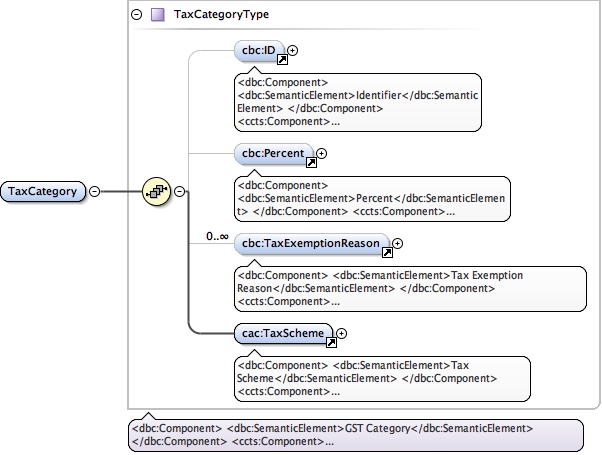 TaxCategoryType
cbc:ID
<dbc:Component>
<dbc:SemanticElement>Identifier</dbc:Semantic
Element> </dbc:Component>
<ccts:Component>...
cbc:Percent
<dbc:Component>
<dbc:SemanticElement>Percent</dbc:SemanticElemen
t> </dbc:Component> <ccts:Component>...
TaxCategory
0..∞
cbc:TaxExemptionReason
<dbc:Component> <dbc:SemanticElement>Tax Exemption
Reason</dbc:SemanticElement> </dbc:Component>
<ccts:Component>...
cac:TaxScheme
<dbc:Component> <dbc:SemanticElement>Tax
Scheme</dbc:SemanticElement> </dbc:Component>
<ccts:Component>...
<dbc:Component> <dbc:SemanticElement>GST Category</dbc:SemanticElement>
</dbc:Component> <ccts:Component>...